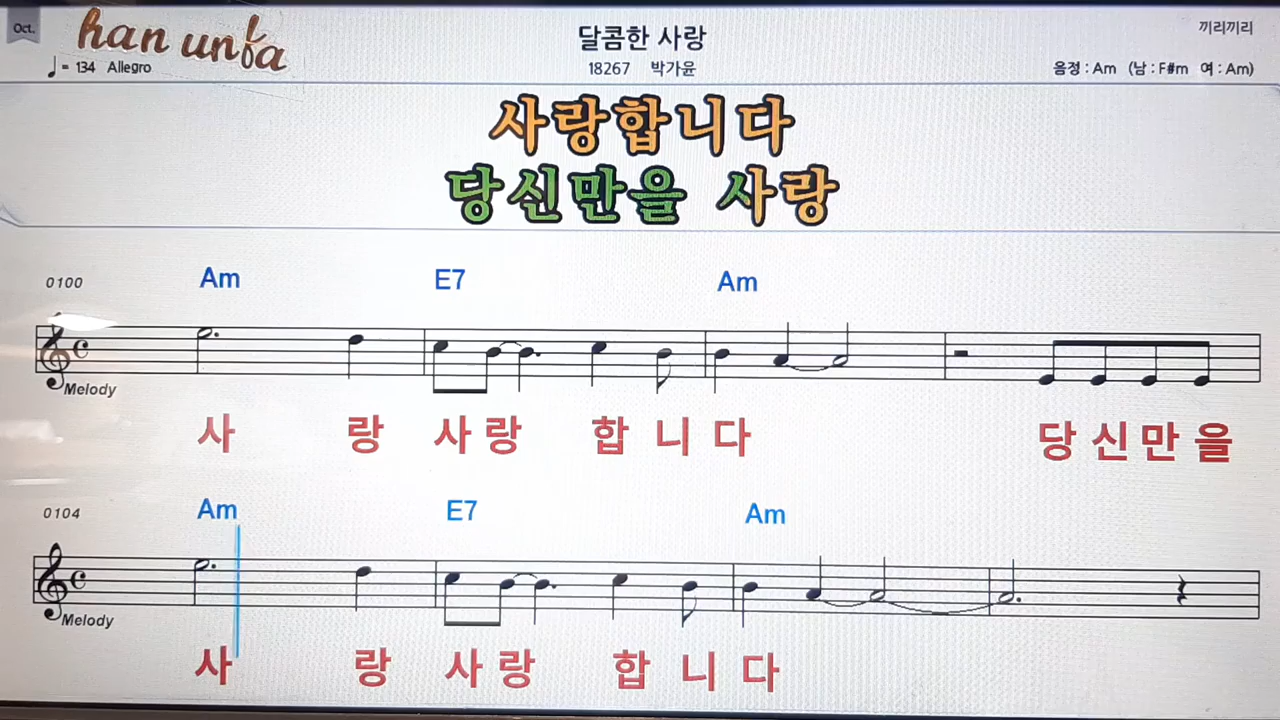 Oct.
han unfa
달콤한 사랑
끼리끼리
♩= 134 Allegro
18267 박가윤
음정 : Am (남 : F#m 여 : Am)
사랑합니다
당신만을 사랑
0100 Am E7 Am
Melody
사 랑 사 랑 합 니 다 당 신 만 을
0104 Am E7 Am
Melody
사 랑 사 랑 합 니 다